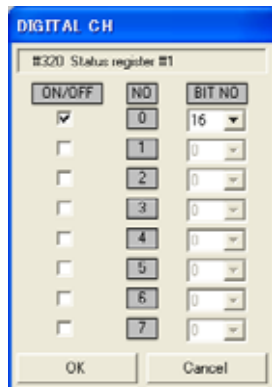 DIGITAL CH
#320 Status register #1
ON/OFF NO BIT NO
0 16
1 0
2 0
3 0
4 0
5 0
6 0
7 0
OK Cancel